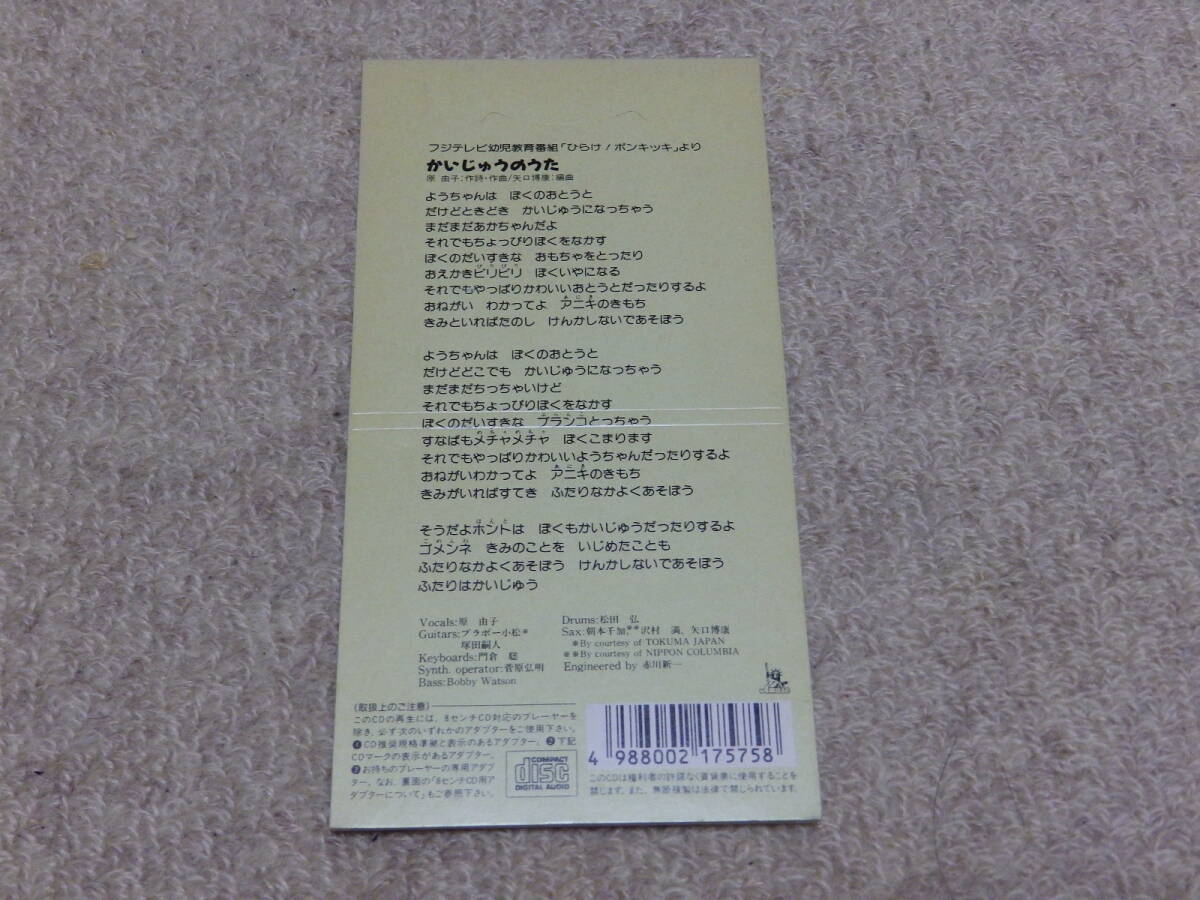 フジテレビ幼児教育番組「ひらけ！ポンキッキ」より
かいじゅうのうた
原 由子:作詩・作曲/矢口博康:編曲
ようちゃんは ぼくのおとうと
だけどときどき かいじゅうになっちゃう
まだまだあかちゃんだよ
それでもちょっぴりぼくをなかす
ぼくのだいすきな おもちゃをとったり
おえかきビリビリ ぼくいやになる
それでもやっぱりかわいいおとうとだったりするよ
おねがい わかってよ アニキのきもち
きみといればたのし けんかしないであそぼう
ようちゃんは ぼくのおとうと
だけどどこでも かいじゅうになっちゃう
まだまだちっちゃいけど
それでもちょっぴりぼくをなかす
ぼくのだいすきな ブランコとっちゃう
すなばもメチャメチャ ぼくこまります
それでもやっぱりかわいいようちゃんだったりするよ
おねがいわかってよ アニキのきもち
きみがいればすてき ふたりなかよくあそぼう
そうだよホントは ぼくもかいじゅうだったりするよ
ゴメンネ きみのことを いじめたことも
ふたりなかよくあそぼう けんかしないであそぼう
ふたりはかいじゅう
Vocals:原 由子
Guitars:ブラボー小松※
塚田嗣人
Keyboards:門倉 聡
Synth. operator:菅原弘明
Bass:Bobby Watson
Drums:松田 弘
Sax:朝本千加,※※沢村 満、矢口博康
※By courtesy of TOKUMA JAPAN
※※By courtesy of NIPPON COLUMBIA
Engineered by 赤川新一
〈取扱上のご注意〉
このCDの再生には、8センチCD対応のプレーヤーを
除き、必ず次のいずれかのアダプターをご使用下さい。
❶CD推奨規格準拠と表示のあるアダプター。❷下記
CDマークの表示があるアダプター。
❸お持ちのプレーヤーの専用アダプ
ター。なお、裏面の「8センチCD用ア
ダプターについて」もご参照下さい。
COMPACT
disc
DIGITAL AUDIO
4 988002 175758
このCDは権利者の許諾なく賃貸業に使用することを
禁じます。また、無断複製は法律で禁じられています。